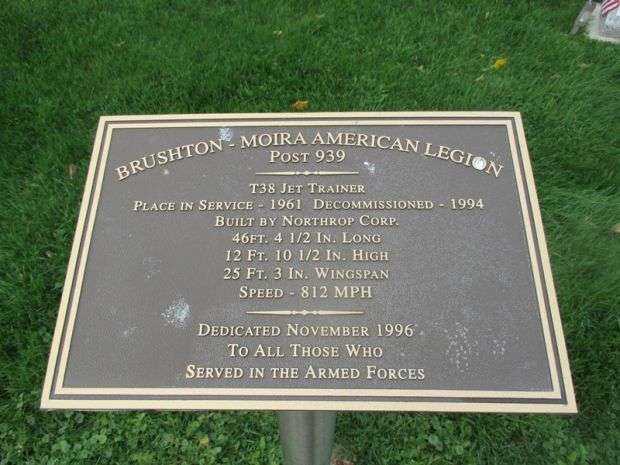 BRUSHTON - MOIRA AMERICAN LEGION
POST 939
T38 JET TRAINER
PLACE IN SERVICE - 1961 DECOMMISSIONED - 1994
BUILT BY NORTHROP CORP.
46FT. 4 1/2 IN. LONG
12 FT. 10 1/2 IN. HIGH
25 FT. 3 IN. WINGSPAN
SPEED - 812 MPH
DEDICATED NOVEMBER 1996
TO ALL THOSE WHO
SERVED IN THE ARMED FORCES